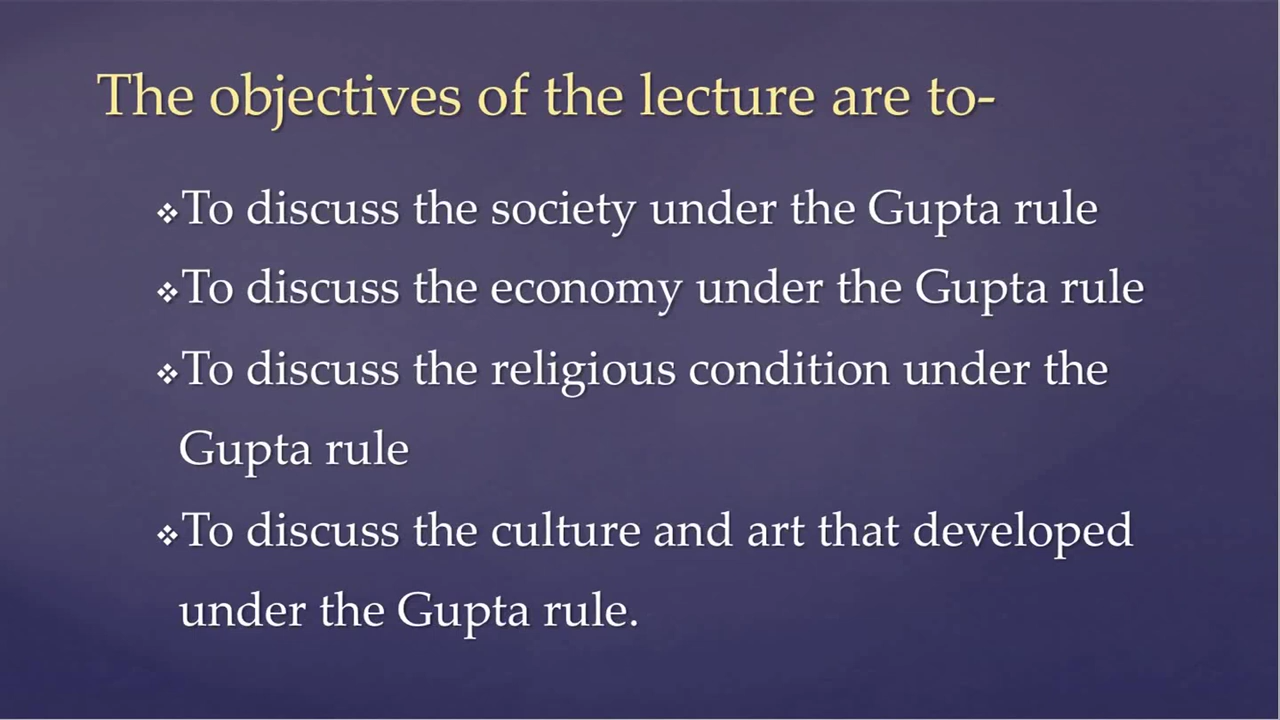 The objectives of the lecture are to-
❖To discuss the society under the Gupta rule
❖To discuss the economy under the Gupta rule
❖To discuss the religious condition under the
Gupta rule
❖To discuss the culture and art that developed
under the Gupta rule.